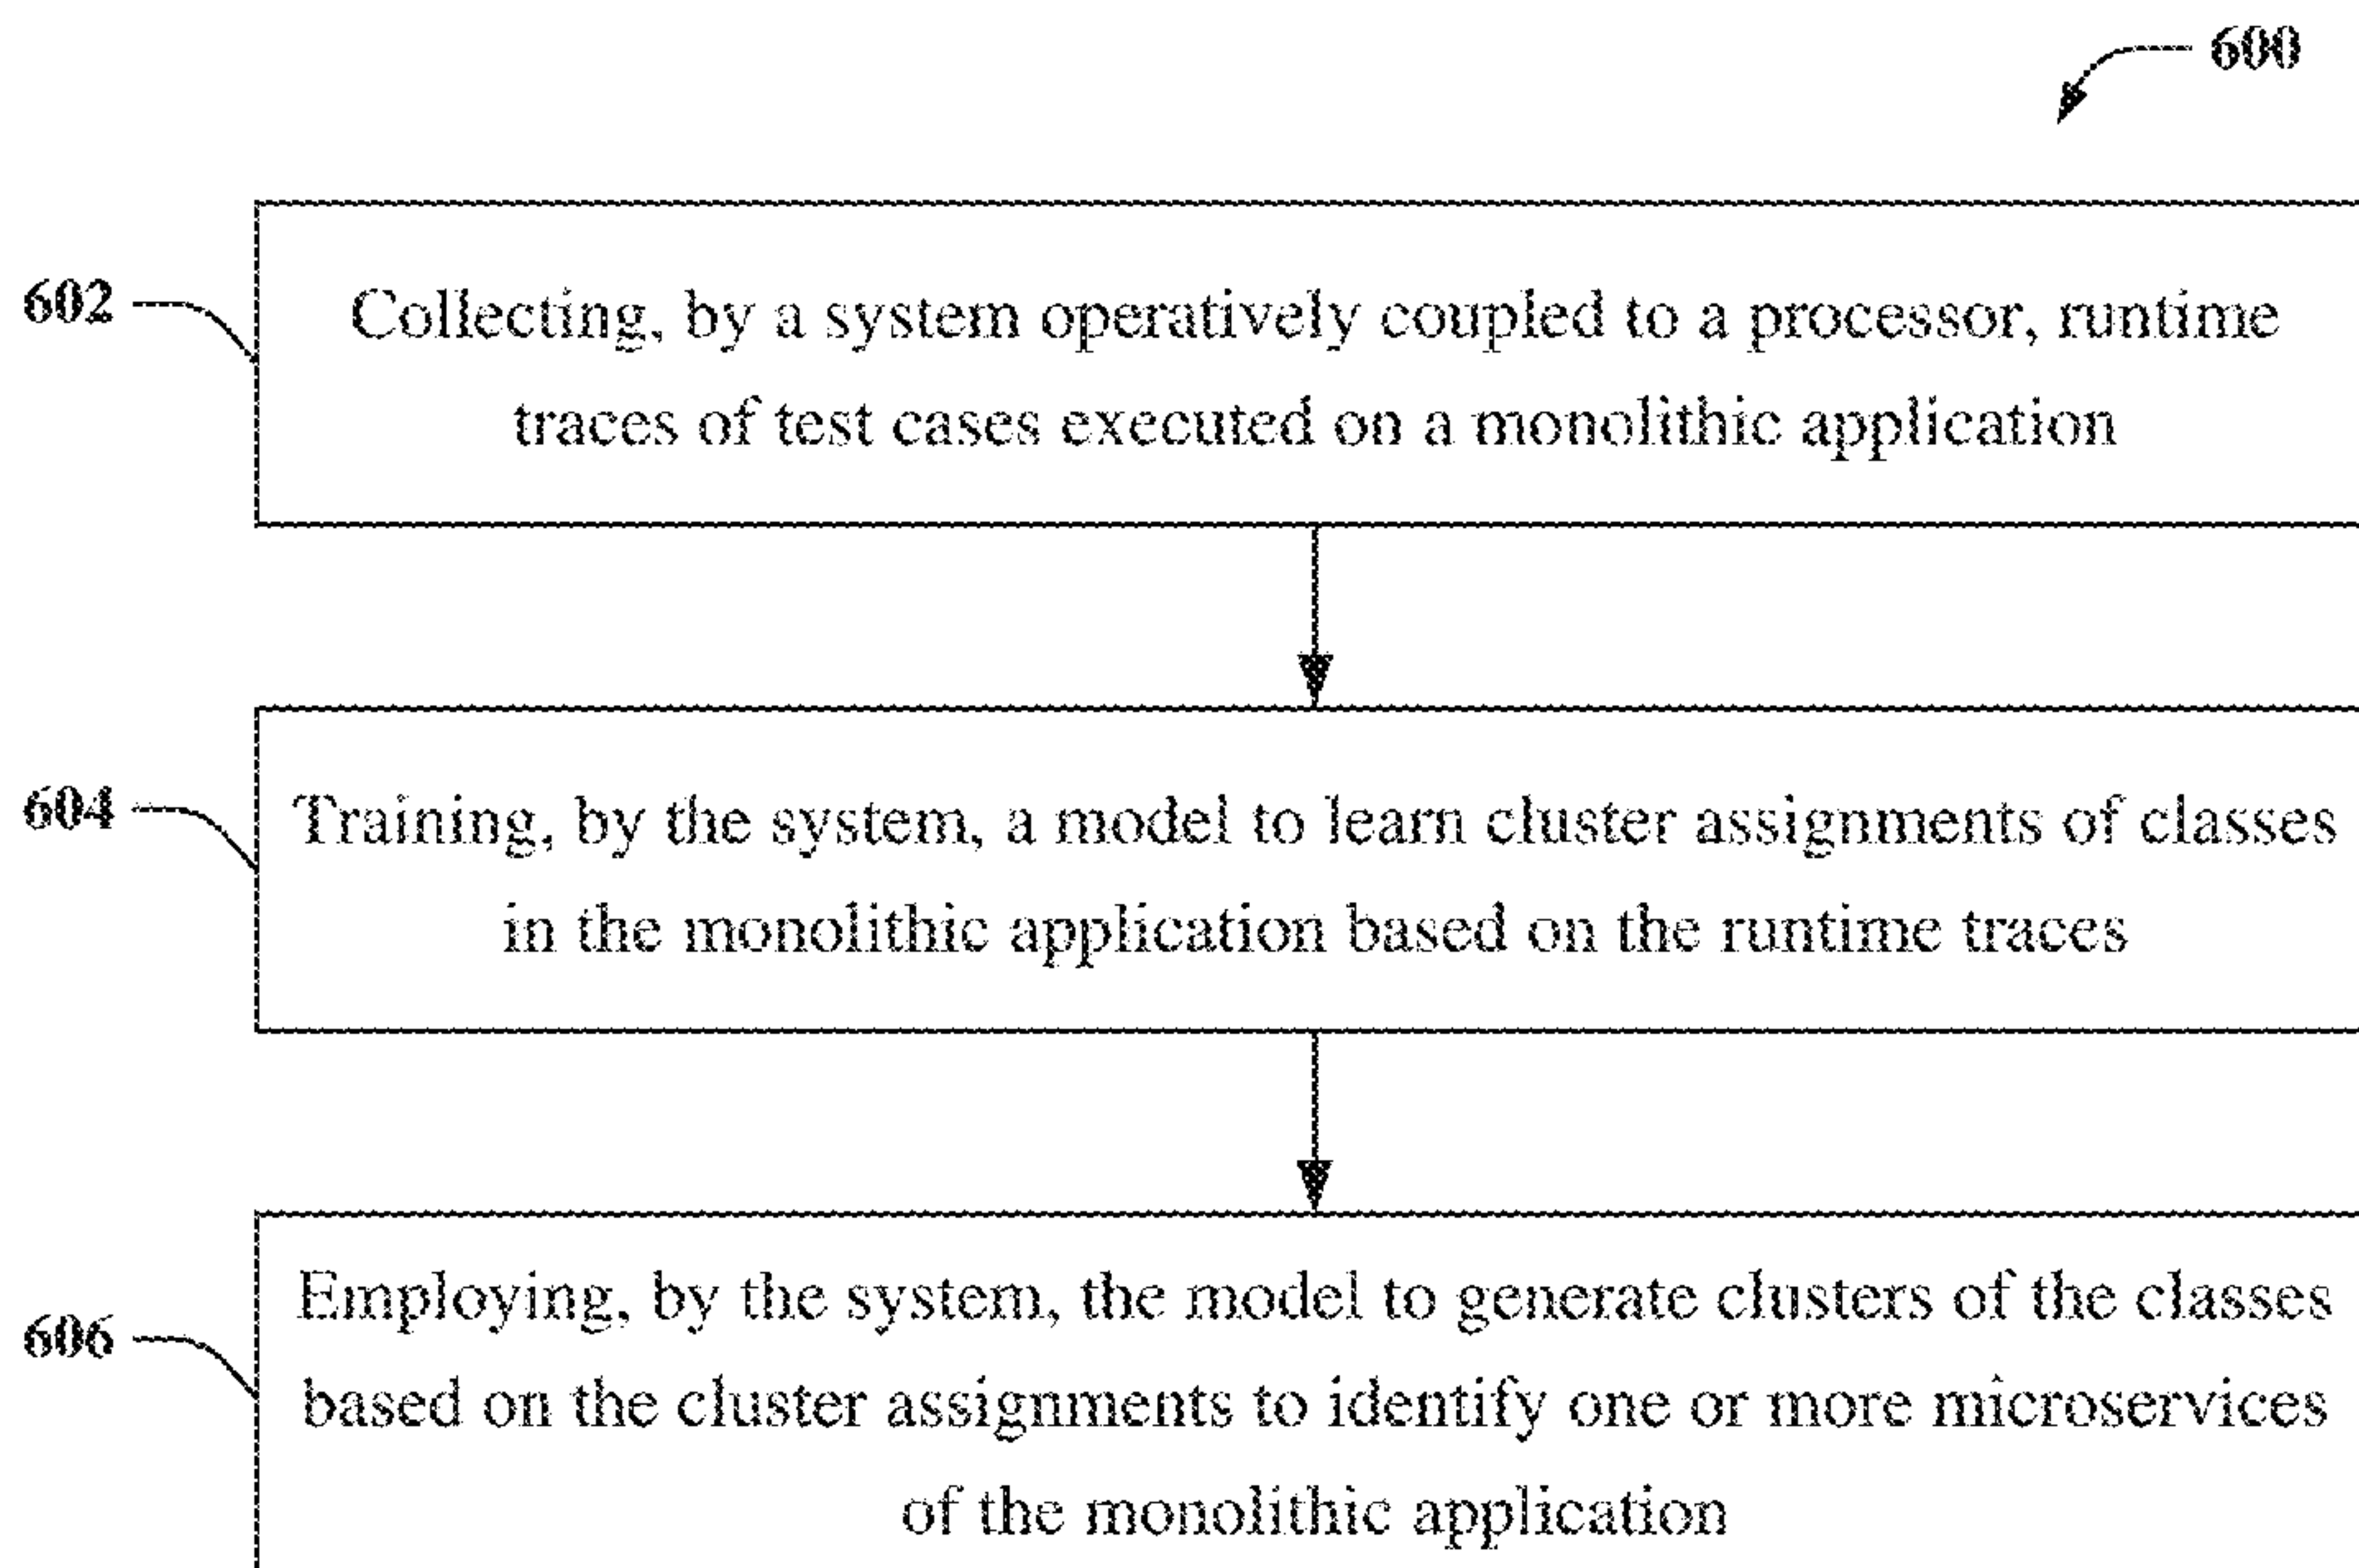 600
602
Collecting, by a system operatively coupled to a processor, runtime
traces of test cases executed on a monolithic application
604
Training, by the system, a model to learn cluster assignments of classes
in the monolithic application based on the runtime traces
606
Employing, by the system, the model to generate clusters of the classes
based on the cluster assignments to identify one or more microservices
of the monolithic application